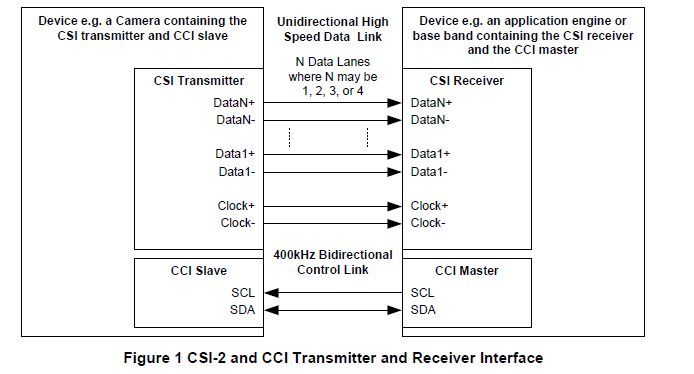 Device e.g. a Camera containing the
CSI transmitter and CCI slave
Unidirectional High
Speed Data Link
Device e.g. an application engine or
base band containing the CSI receiver
and the CCI master
N Data Lanes
where N may be
1, 2, 3, or 4
CSI Transmitter
DataN+
DataN-
Data1+
Data1-
Clock+
Clock-
CSI Receiver
DataN+
DataN-
Data1+
Data1-
Clock+
Clock-
400kHz Bidirectional
Control Link
CCI Slave
SCL
SDA
CCI Master
SCL
SDA
Figure 1 CSI-2 and CCI Transmitter and Receiver Interface